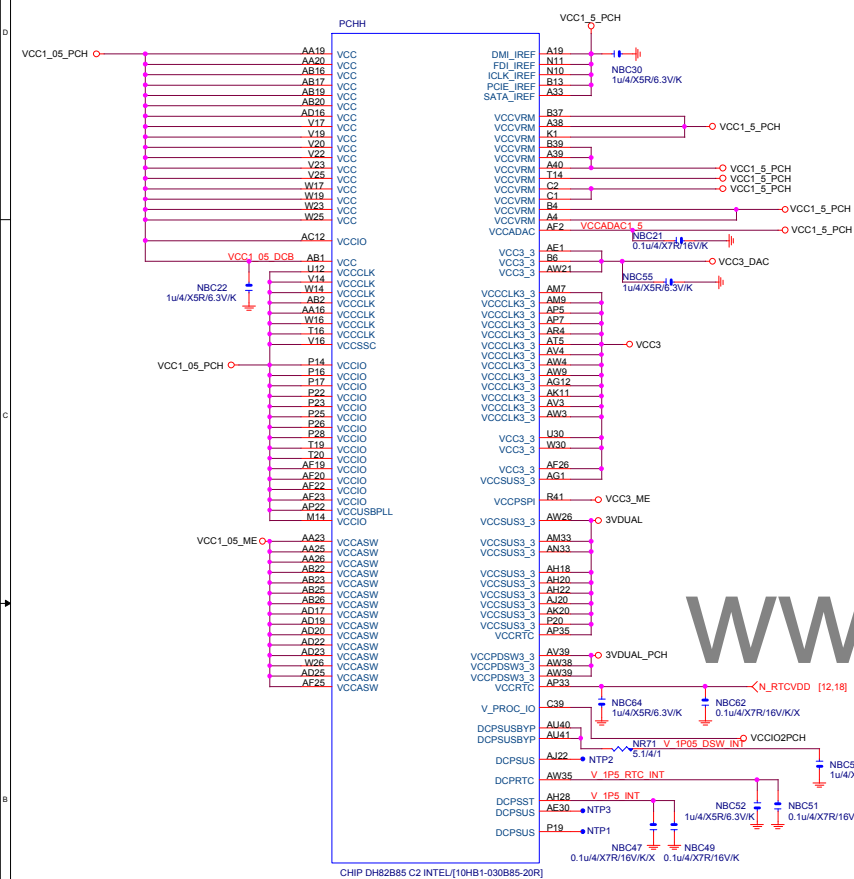 D
PCHH
VCC1_5_PCH
VCC1_05_PCH
AA19 VCC
AA20 VCC
AB16 VCC
AB17 VCC
AB19 VCC
AB20 VCC
AD16 VCC
V17 VCC
V19 VCC
V20 VCC
V22 VCC
V23 VCC
V25 VCC
W17 VCC
W19 VCC
W23 VCC
W25 VCC
AC12 VCCIO
VCC1_05_DCB AB1 VCC
NBC22
1u/4/X5R/6.3V/K
U12 VCCCLK
V14 VCCCLK
W14 VCCCLK
AB2 VCCCLK
AA16 VCCCLK
W16 VCCCLK
T16 VCCCLK
V16 VCCSSC
VCC1_05_PCH
P14 VCCIO
P16 VCCIO
P17 VCCIO
P22 VCCIO
P23 VCCIO
P25 VCCIO
P26 VCCIO
P28 VCCIO
T19 VCCIO
T20 VCCIO
AF19 VCCIO
AF20 VCCIO
AF22 VCCIO
AF23 VCCIO
AP22 VCCUSBPLL
M14 VCCIO
VCC1_05_ME
AA23 VCCASW
AA25 VCCASW
AA26 VCCASW
AB22 VCCASW
AB23 VCCASW
AB25 VCCASW
AB26 VCCASW
AD17 VCCASW
AD19 VCCASW
AD20 VCCASW
AD22 VCCASW
AD23 VCCASW
W26 VCCASW
AD25 VCCASW
AF25 VCCASW
DMI_IREF A19
FDI_IREF N11
ICLK_IREF N10
PCIE_IREF B13
SATA_IREF A33
NBC30
1u/4/X5R/6.3V/K
VCCVRM B37
VCCVRM A38 VCC1_5_PCH
VCCVRM K1
VCCVRM B39
VCCVRM A39
VCCVRM A40 VCC1_5_PCH
VCCVRM T14 VCC1_5_PCH
VCCVRM C2 VCC1_5_PCH
VCCVRM C1
VCCVRM B4 VCC1_5_PCH
VCCVRM A4
VCCADAC AF2 VCCADAC1_5 VCC1_5_PCH
NBC21
0.1u/4/X7R/16V/K
VCC3_3 AE1
VCC3_3 B6 VCC3_DAC
VCC3_3 AW21
NBC55
1u/4/X5R/6.3V/K
VCCCLK3_3 AM7
VCCCLK3_3 AM9
VCCCLK3_3 AP5
VCCCLK3_3 AP7
VCCCLK3_3 AR4
VCCCLK3_3 AT5 VCC3
VCCCLK3_3 AV4
VCCCLK3_3 AW4
VCCCLK3_3 AW9
VCCCLK3_3 AG12
VCCCLK3_3 AK11
VCCCLK3_3 AV3
VCCCLK3_3 AW3
VCC3_3 U30
VCC3_3 W30
VCC3_3 AF26
VCCSUS3_3 AG1
VCCPSPI R41 VCC3_ME
VCCSUS3_3 AW26 3VDUAL
VCCSUS3_3 AM33
VCCSUS3_3 AN33
VCCSUS3_3 AH18
VCCSUS3_3 AH20
VCCSUS3_3 AH22
VCCSUS3_3 AJ20
VCCSUS3_3 AK20
VCCSUS3_3 P20
VCCRTC AP35
VCCPDSW3_3 AV39 3VDUAL_PCH
VCCPDSW3_3 AW38
VCCPDSW3_3 AW39
VCCRTC AP33 N_RTCVDD [12,18]
NBC64
1u/4/X5R/6.3V/K
NBC62
0.1u/4/X7R/16V/K/X
V_PROC_IO C39 VCCIO2PCH
DCPSUSBYP AU40
DCPSUSBYP AU41
NR71 V_1P05_DSW_INT
5.1/4/1
DCPSUS AJ22 NTP2
NBC5
1u/4/X
DCPRTC AW35 V_1P5_RTC_INT
DCPSST AH28 V_1P5_INT
DCPSUS AE30 NTP3
DCPSUS P19 NTP1
NBC52
1u/4/X5R/6.3V/K
NBC51
0.1u/4/X7R/16V
NBC47
0.1u/4/X7R/16V/K/X
NBC49
0.1u/4/X7R/16V/K
CHIP DH82B85 C2 INTEL/[10HB1-030B85-20R]
C
B